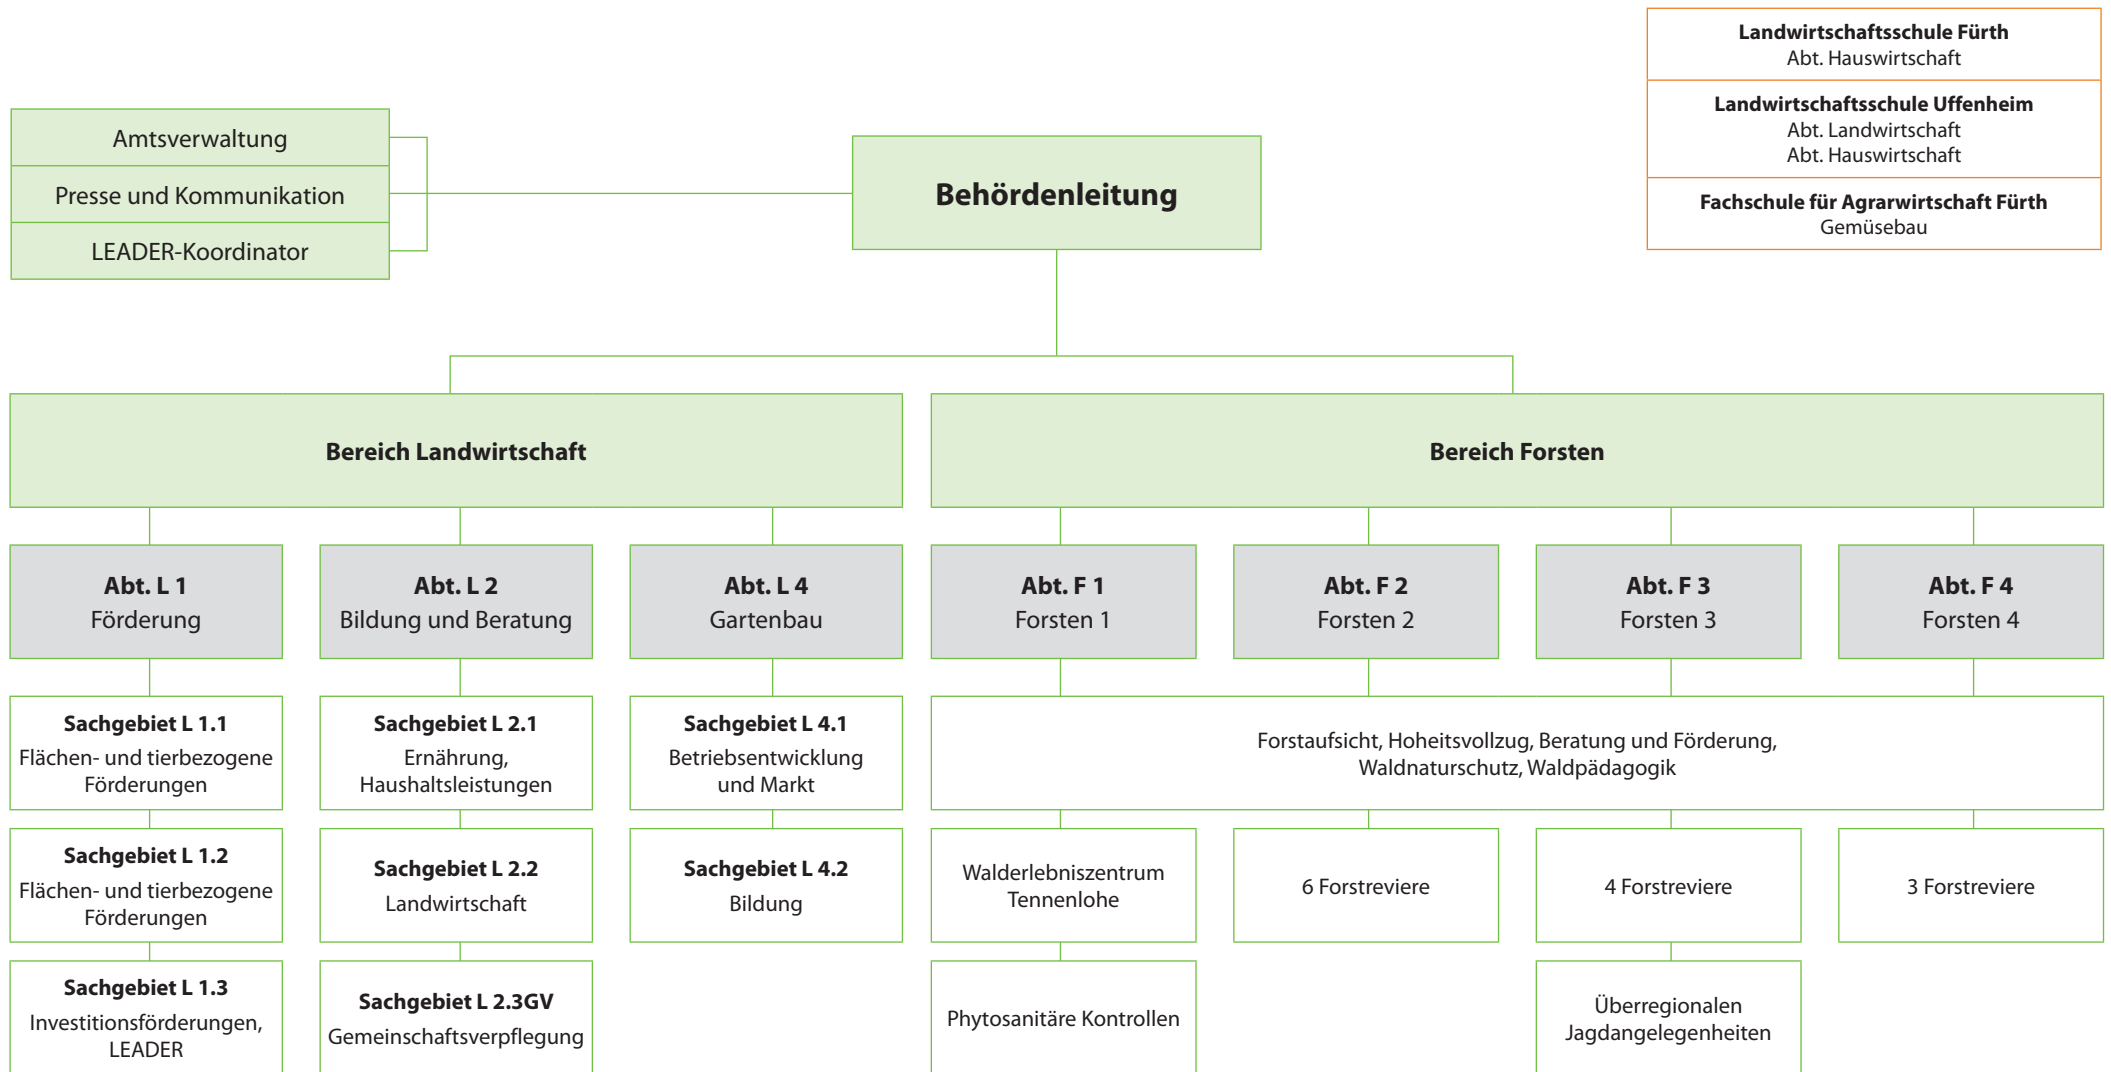 Landwirtschaftsschule Fürth
Abt. Hauswirtschaft
Landwirtschaftsschule Uffenheim
Abt. Landwirtschaft
Abt. Hauswirtschaft
Fachschule für Agrarwirtschaft Fürth
Gemüsebau
Amtsverwaltung
Presse und Kommunikation
LEADER-Koordinator
Behördenleitung
Bereich Landwirtschaft
Bereich Forsten
Abt. L 1
Förderung
Abt. L 2
Bildung und Beratung
Abt. L 4
Gartenbau
Abt. F 1
Forsten 1
Abt. F 2
Forsten 2
Abt. F 3
Forsten 3
Abt. F 4
Forsten 4
Sachgebiet L 1.1
Flächen- und tierbezogene
Förderungen
Sachgebiet L 2.1
Ernährung,
Haushaltsleistungen
Sachgebiet L 4.1
Betriebsentwicklung
und Markt
Forstaufsicht, Hoheitsvollzug, Beratung und Förderung,
Waldnaturschutz, Waldpädagogik
Sachgebiet L 1.2
Flächen- und tierbezogene
Förderungen
Sachgebiet L 2.2
Landwirtschaft
Sachgebiet L 4.2
Bildung
Walderlebniszentrum
Tennenlohe
6 Forstreviere
4 Forstreviere
3 Forstreviere
Sachgebiet L 1.3
Investitionsförderungen,
LEADER
Sachgebiet L 2.3GV
Gemeinschaftsverpflegung
Phytosanitäre Kontrollen
Überregionalen
Jagdangelegenheiten